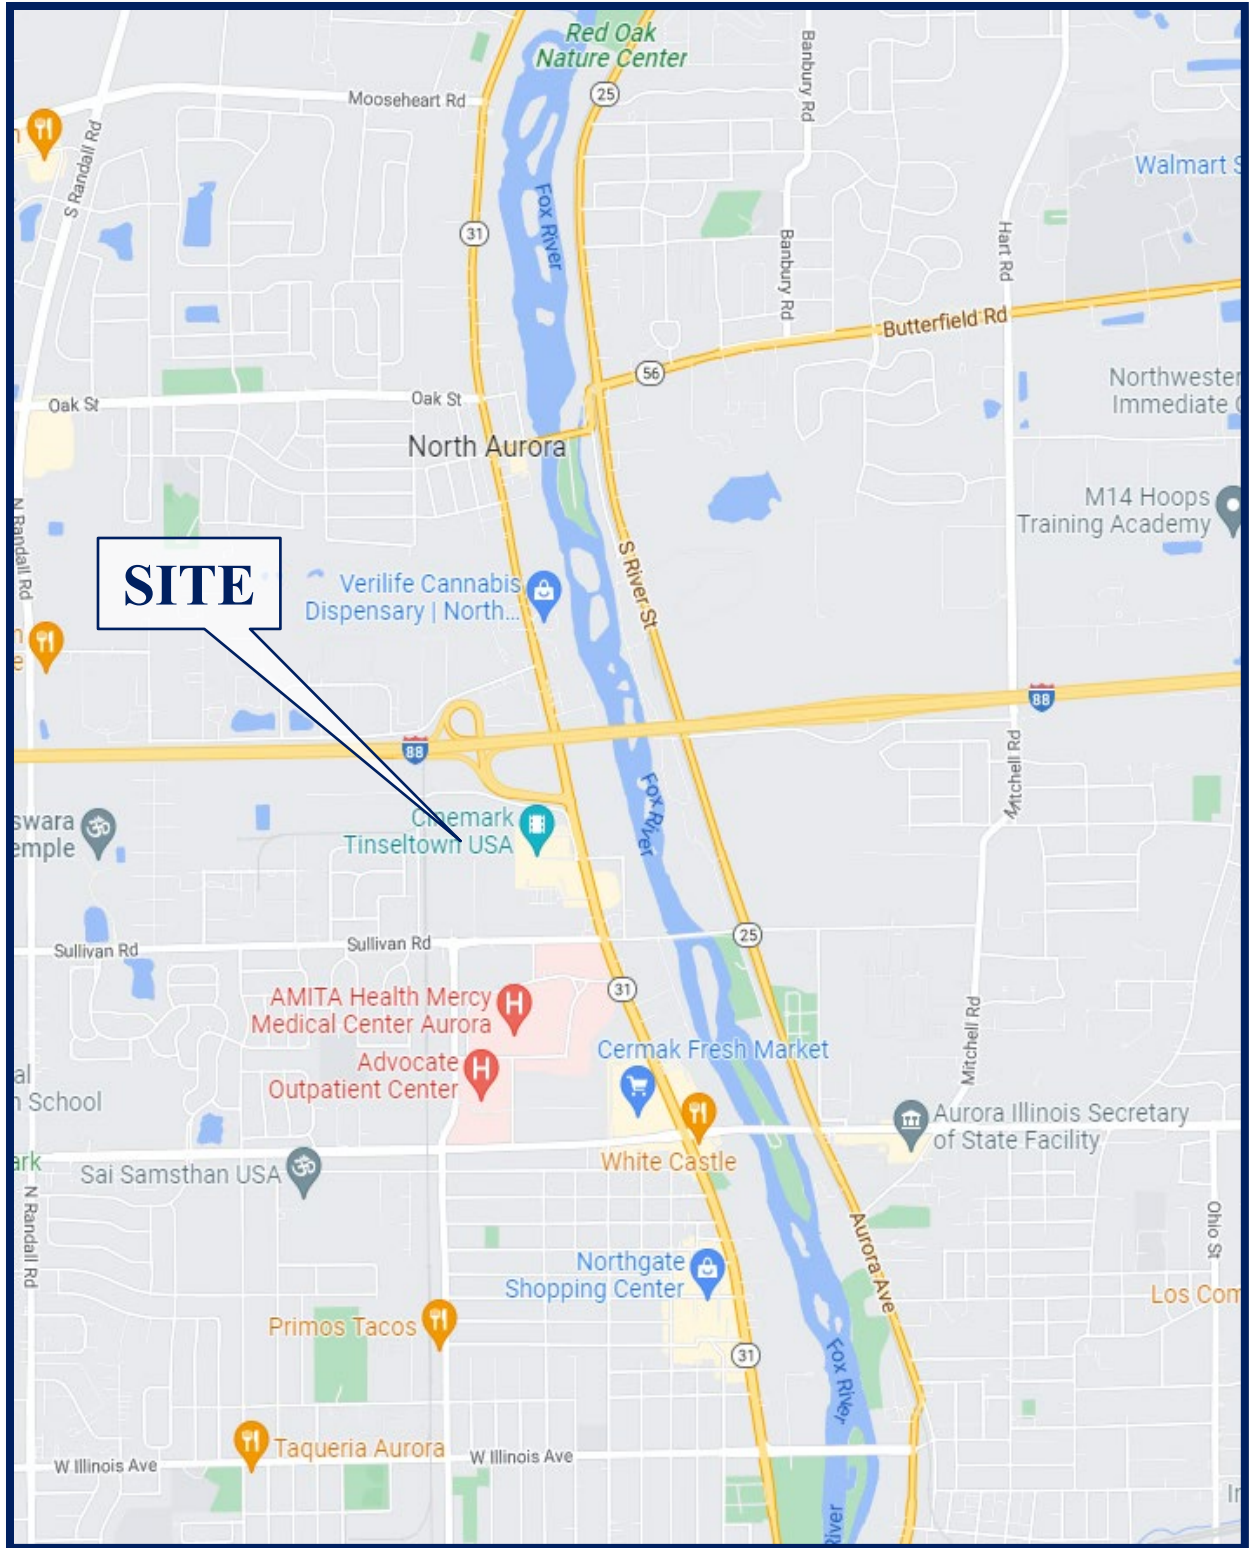 Red Oak
Nature Center
Banbury Rd
25
Mooseheart Rd
S Randall Rd
Walmart S
Fox River
31
Hart Rd
Banbury Rd
Butterfield Rd
56
Northwester
Immediate C
Oak St
Oak St
North Aurora
M14 Hoops
Training Academy
N Randall Rd
S River St
SITE
Verilife Cannabis
Dispensary | North...
88
88
Mitchell Rd
Fox River
Cinemark
Tinseltown USA
swara
emple
25
Sullivan Rd
Sullivan Rd
31
AMITA Health Mercy
Medical Center Aurora
Mitchell Rd
Cermak Fresh Market
Advocate
Outpatient Center
al
h School
Aurora Illinois Secretary
of State Facility
ark
Sai Samsthan USA
White Castle
N Randall Rd
Ohio St
Aurora Ave
Northgate
Shopping Center
Los Com
Primos Tacos
31
Fox River
Taqueria Aurora
W Illinois Ave
W Illinois Ave
River